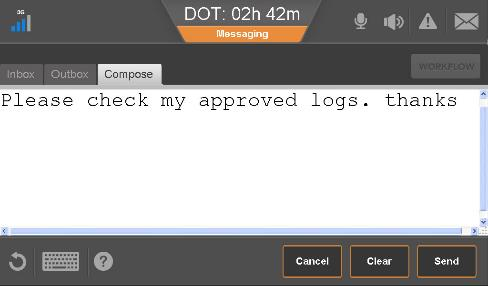 3G
DOT: 02h 42m
Messaging
Inbox Outbox Compose
WORKFLOW
Please check my approved logs. thanks
?
Cancel Clear Send